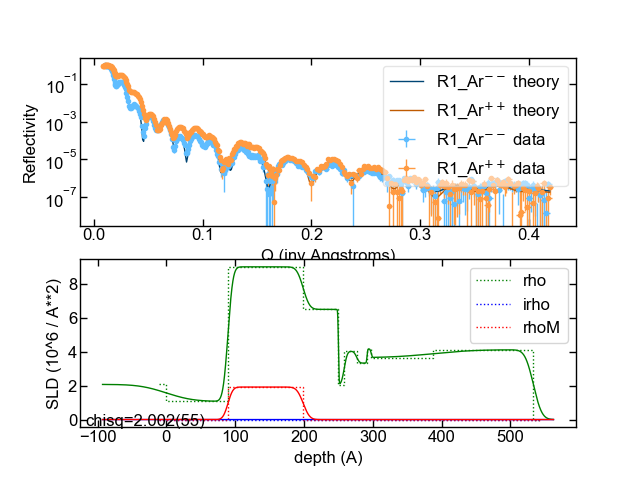 R1_Ar⁻⁻ theory
R1_Ar⁺⁺ theory
R1_Ar⁻⁻ data
R1_Ar⁺⁺ data
Reflectivity
10⁻¹
10⁻³
10⁻⁵
10⁻⁷
0.0 0.1 0.2 0.3 0.4
Q (inv Angstroms)
rho
irho
rhoM
SLD (10^6 / A**2)
8
6
4
2
0
chisq=2.002(55)
−100 0 100 200 300 400 500
depth (A)